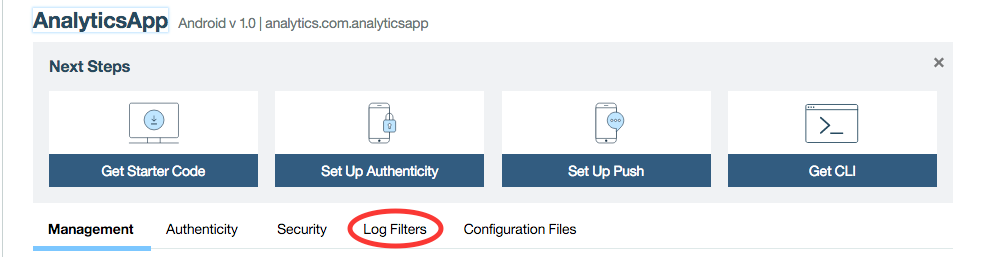 AnalyticsApp Android v 1.0 | analytics.com.analyticsapp
Next Steps ×
Get Starter Code Set Up Authenticity Set Up Push Get CLI
Management Authenticity Security Log Filters Configuration Files